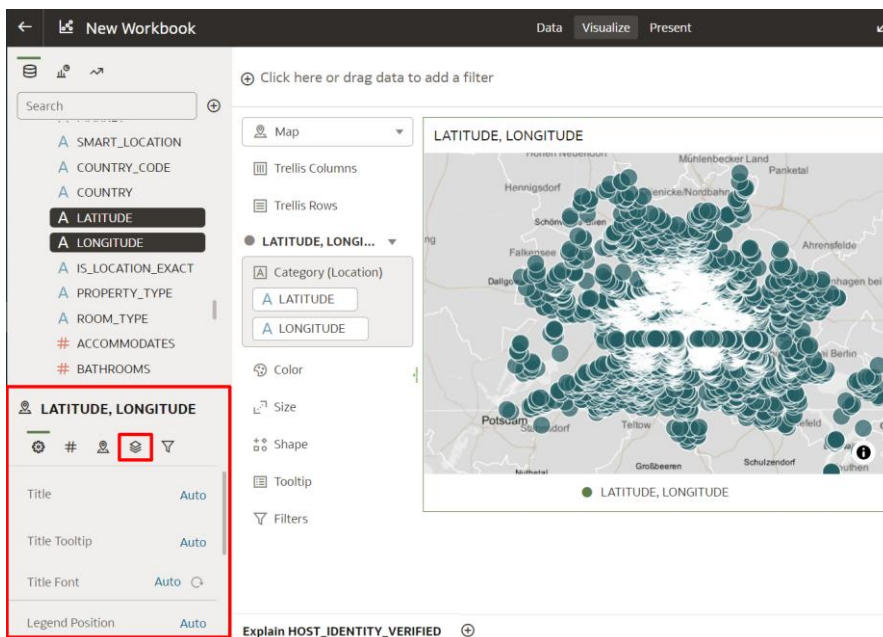 New Workbook
Data Visualize Present
Search
SMART_LOCATION
COUNTRY_CODE
COUNTRY
LATITUDE
LONGITUDE
IS_LOCATION_EXACT
PROPERTY_TYPE
ROOM_TYPE
ACCOMMODATES
BATHROOMS
LATITUDE, LONGITUDE
Title Auto
Title Tooltip Auto
Title Font Auto
Legend Position Auto
Click here or drag data to add a filter
Map
Trellis Columns
Trellis Rows
LATITUDE, LONGI...
Category (Location)
LATITUDE
LONGITUDE
Color
Size
Shape
Tooltip
Filters
LATITUDE, LONGITUDE
Mühlenbecker Land
Panketal
Hennigsdorf
Ahrensfelde
Falkensee
Potsdam
Teltow
Großbeeren
Schulzendorf
LATITUDE, LONGITUDE
Explain HOST_IDENTITY_VERIFIED